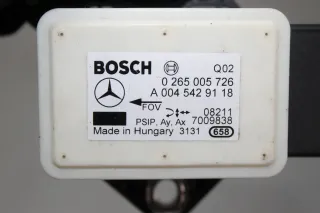 BOSCH Q02
0 265 005 726
A 004 542 91 18
FOV 08211
PSIP, Ay, Ax 7009838
Made in Hungary 3131 658